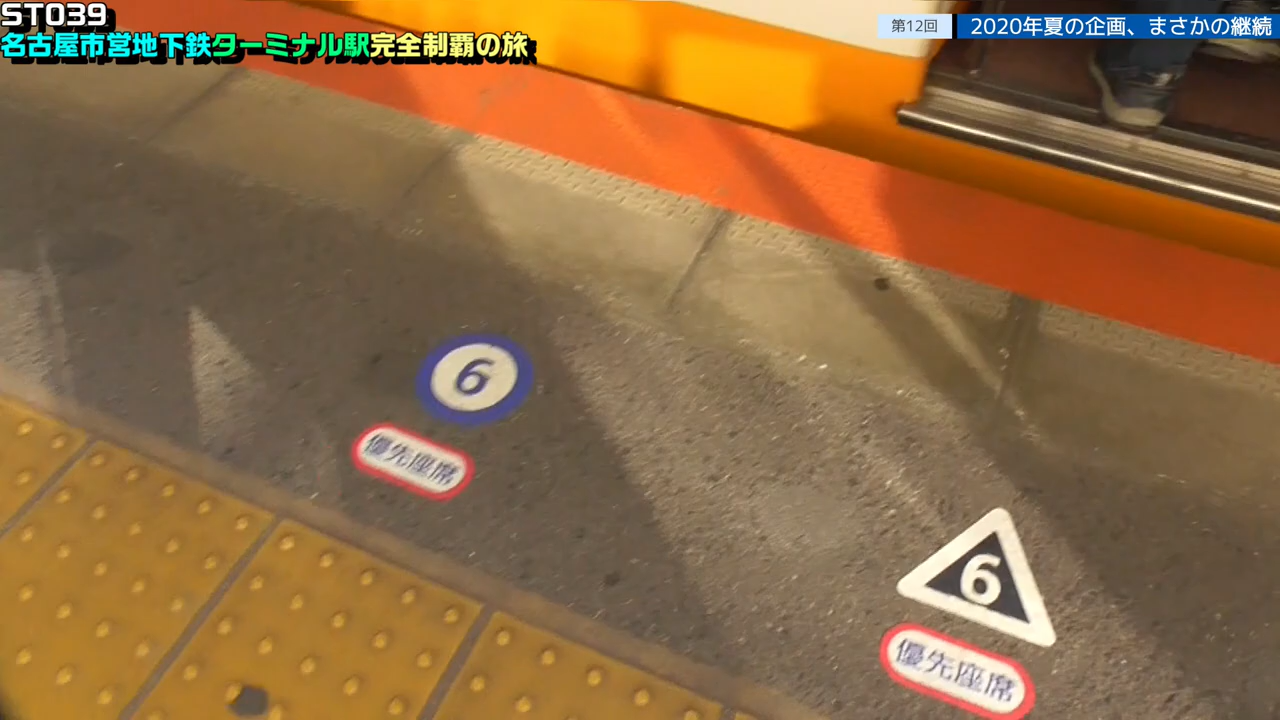 ST039
名古屋市営地下鉄ターミナル駅完全制覇の旅
第12回
2020年夏の企画、まさかの継続
6
優先座席
6
優先座席